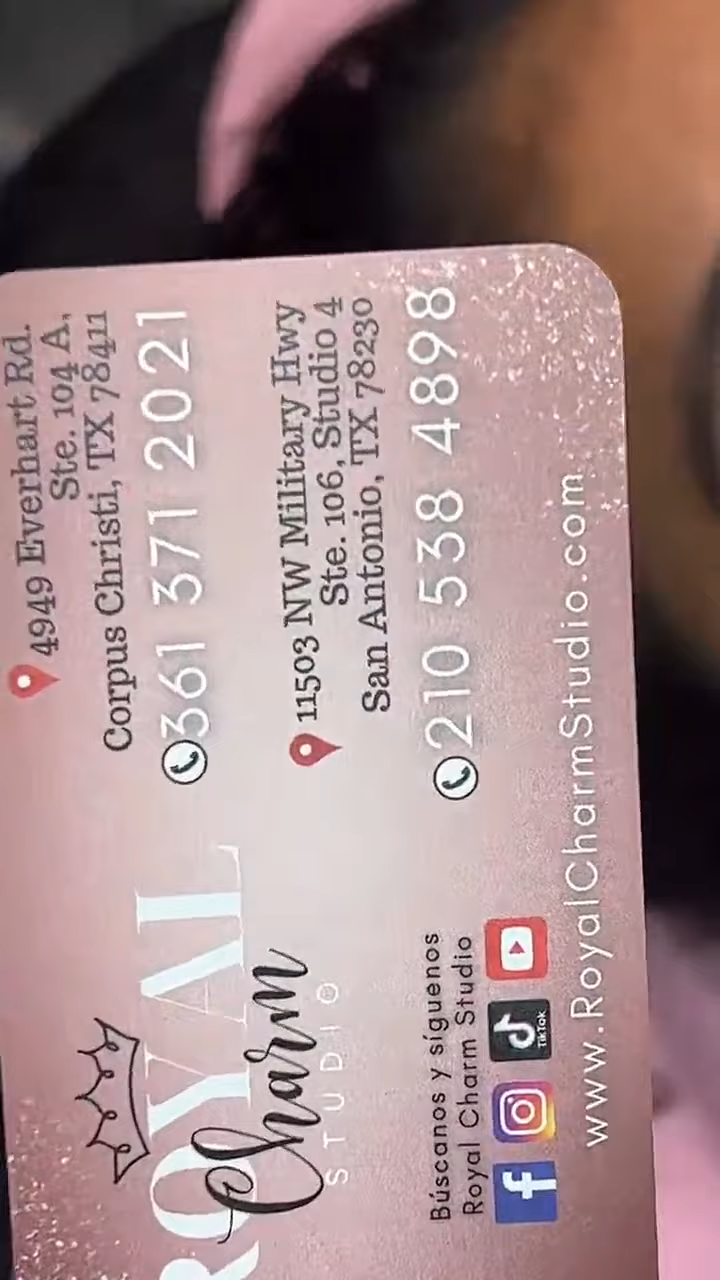 ROYAL
Charm
STUDIO
Búscanos y síguenos
Royal Charm Studio
TikTok
4949 Everhart Rd.
Ste. 104 A,
Corpus Christi, TX 78411
361 371 2021
11503 NW Military Hwy
Ste. 106, Studio 4
San Antonio, TX 78230
210 538 4898
www.RoyalCharmStudio.com